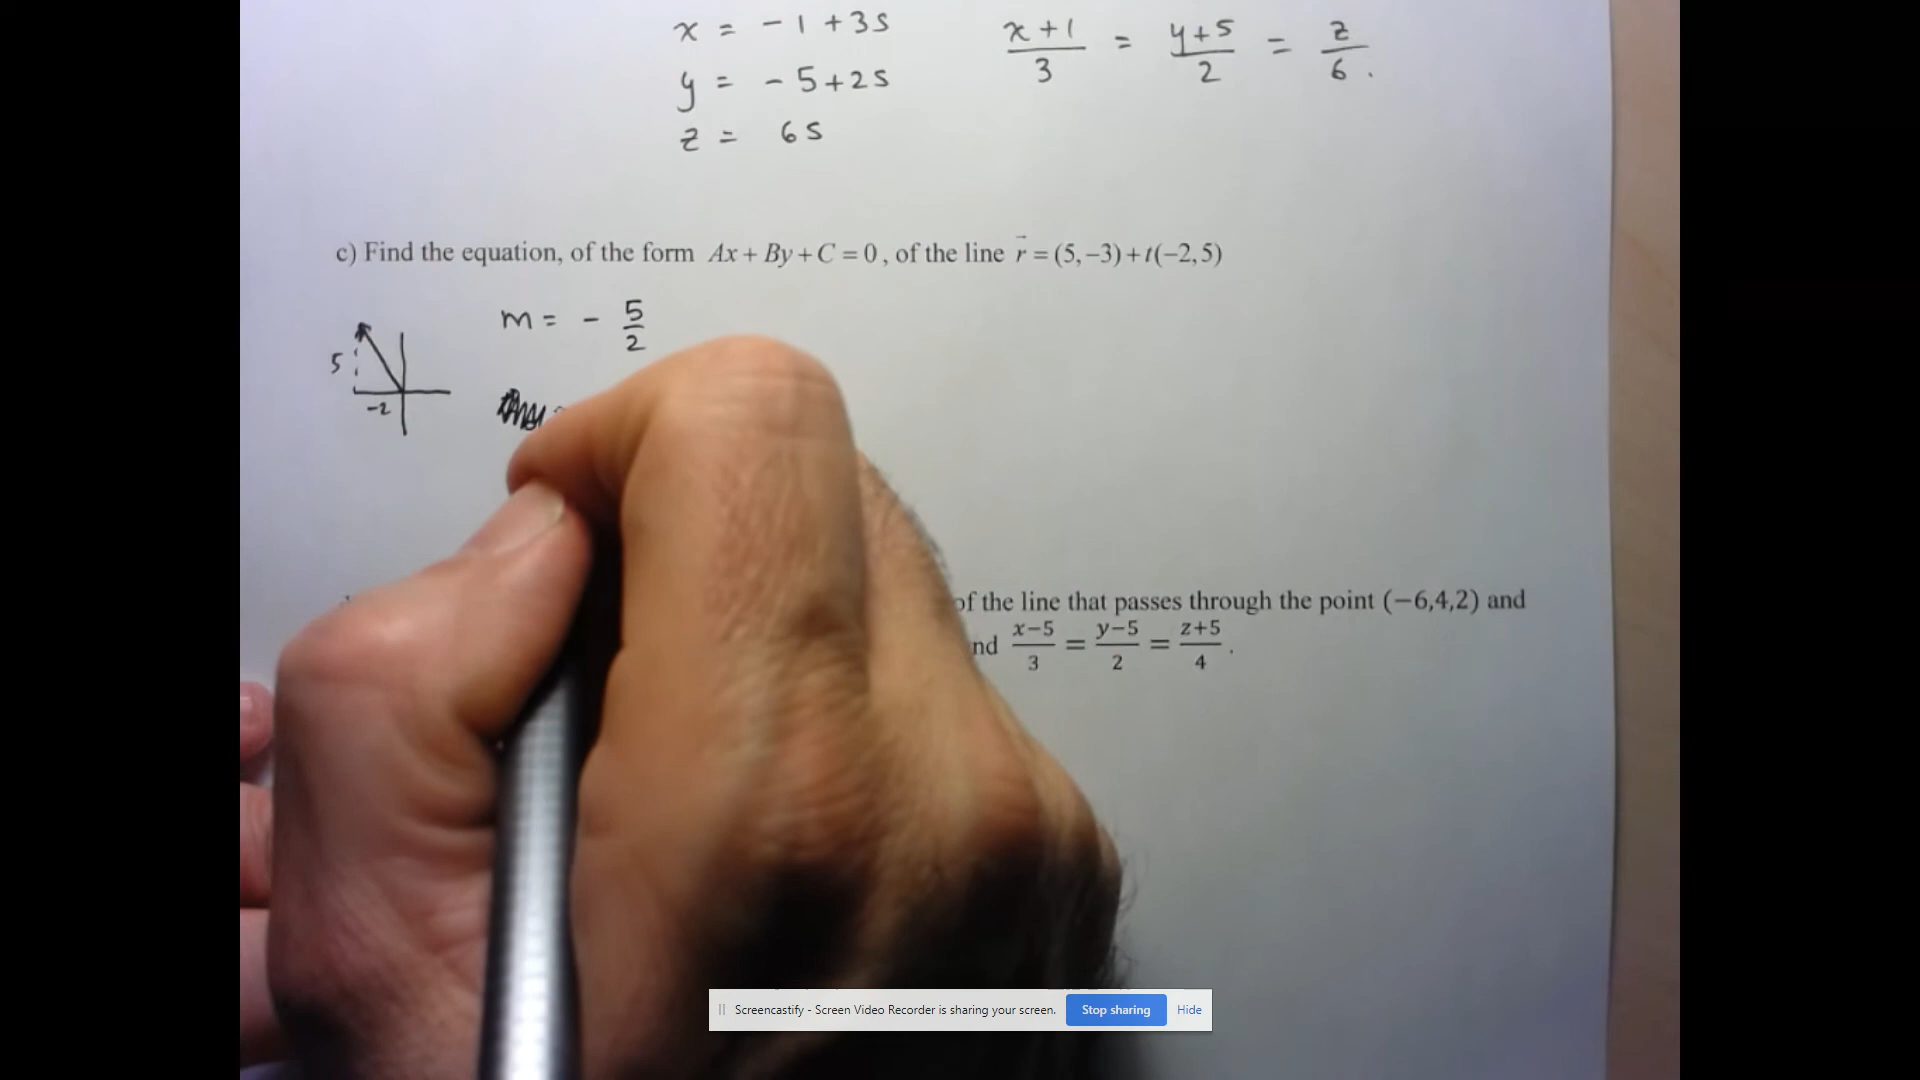 x = -1 + 3s
y = -5 + 2s
z = 6s
x+1/3 = y+5/2 = z/6.
c) Find the equation, of the form Ax + By + C = 0, of the line r⃗ = (5,−3) + t(−2,5)
m = - 5/2
5
-2
of the line that passes through the point (−6,4,2) and
nd x−5/3 = y−5/2 = z+5/4.
Screencastify - Screen Video Recorder is sharing your screen. Stop sharing Hide